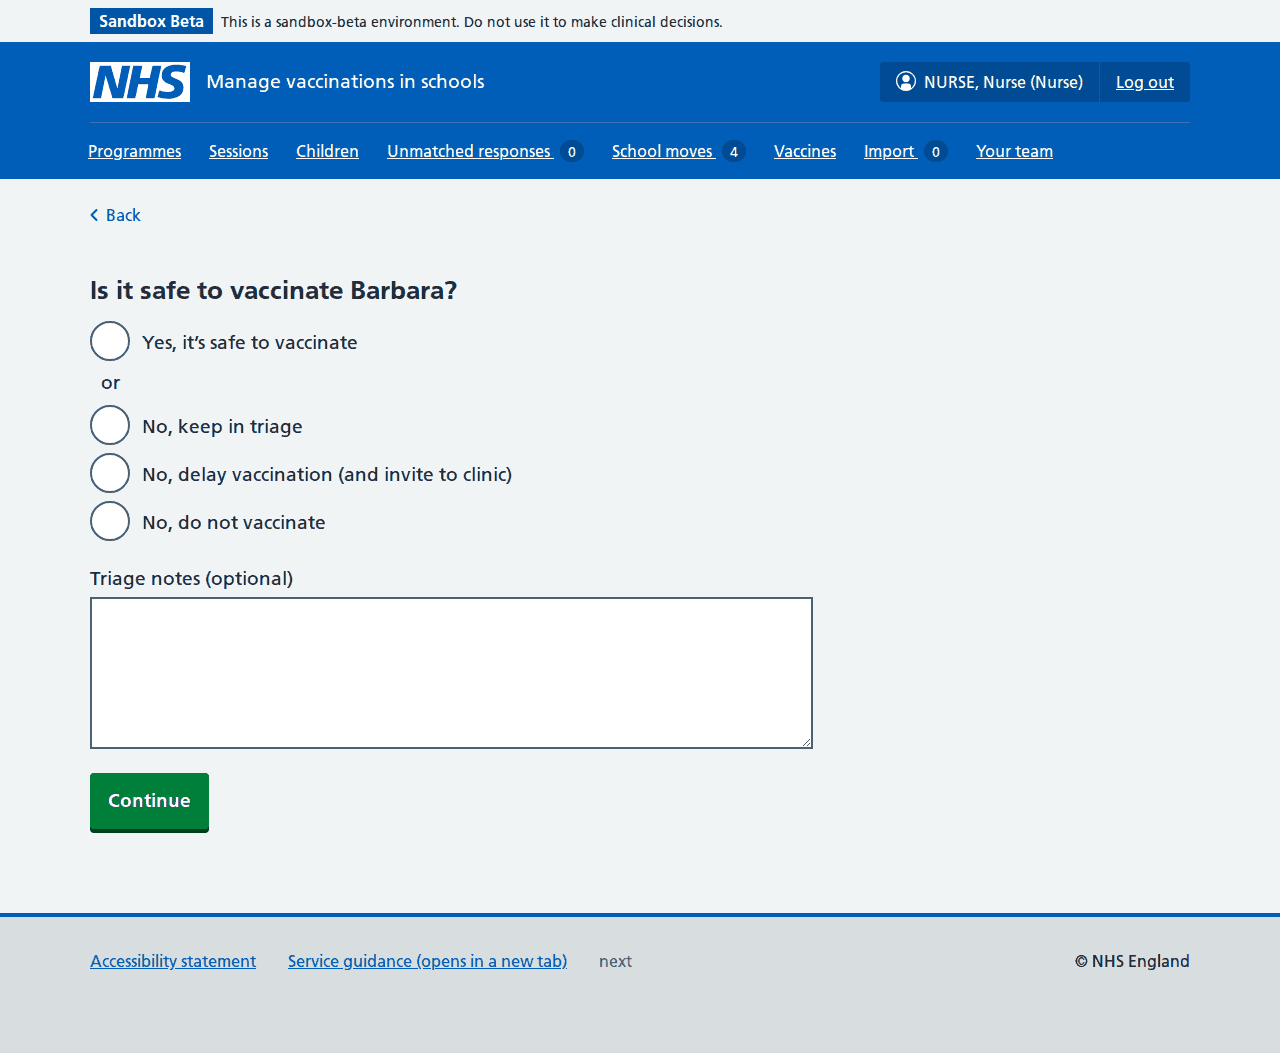 Sandbox Beta This is a sandbox-beta environment. Do not use it to make clinical decisions.
NHS Manage vaccinations in schools NURSE, Nurse (Nurse) Log out
Programmes Sessions Children Unmatched responses 0 School moves 4 Vaccines Import 0 Your team
Back
Is it safe to vaccinate Barbara?
Yes, it’s safe to vaccinate
or
No, keep in triage
No, delay vaccination (and invite to clinic)
No, do not vaccinate
Triage notes (optional)
Continue
Accessibility statement Service guidance (opens in a new tab) next © NHS England